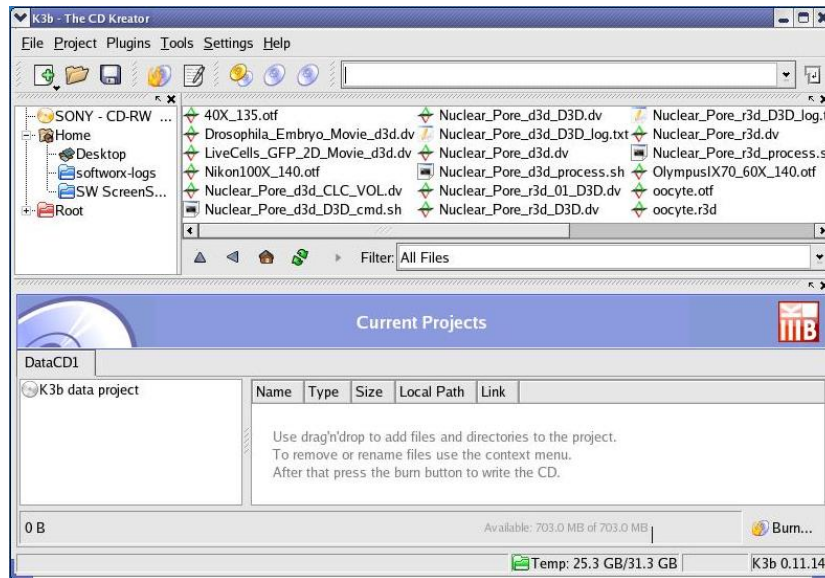 K3b - The CD Kreator
File Project Plugins Tools Settings Help
SONY - CD-RW ...
Home
Desktop
softworx-logs
SW ScreenS...
Root
40X_135.otf
Drosophila_Embryo_Movie_d3d.dv
LiveCells_GFP_2D_Movie_d3d.dv
Nikon100X_140.otf
Nuclear_Pore_d3d_CLC_VOL.dv
Nuclear_Pore_d3d_D3D_cmd.sh
Nuclear_Pore_d3d_D3D.dv
Nuclear_Pore_d3d_D3D_log.txt
Nuclear_Pore_d3d.dv
Nuclear_Pore_d3d_process.sh
Nuclear_Pore_r3d_01_D3D.dv
Nuclear_Pore_r3d_D3D.dv
Nuclear_Pore_r3d_D3D_log.t
Nuclear_Pore_r3d.dv
Nuclear_Pore_r3d_process.s
OlympusIX70_60X_140.otf
oocyte.otf
oocyte.r3d
Filter: All Files
Current Projects
K3B
DataCD1
K3b data project
Name Type Size Local Path Link
Use drag'n'drop to add files and directories to the project.
To remove or rename files use the context menu.
After that press the burn button to write the CD.
0 B
Available: 703.0 MB of 703.0 MB
Burn...
Temp: 25.3 GB/31.3 GB
K3b 0.11.14